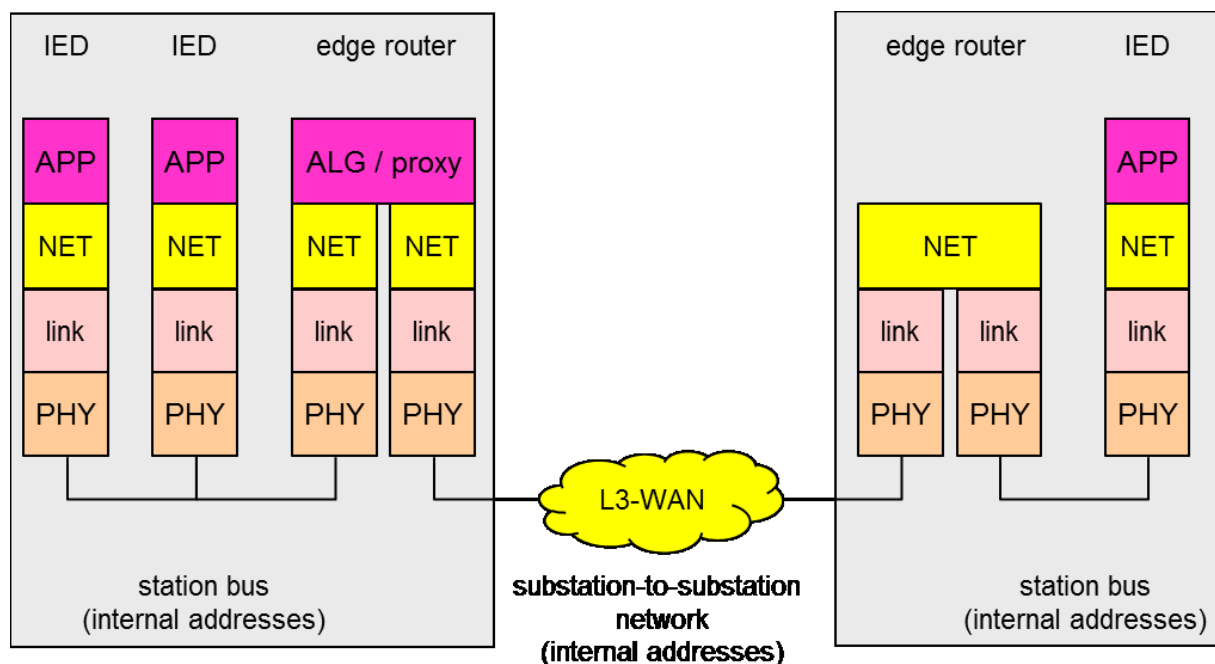 IED
IED
edge router
edge router
IED
APP
APP
ALG / proxy
APP
NET
NET
NET
NET
NET
NET
link
link
link
link
link
link
link
PHY
PHY
PHY
PHY
PHY
PHY
PHY
L3-WAN
station bus
(internal addresses)
substation-to-substation
network
(internal addresses)
station bus
(internal addresses)